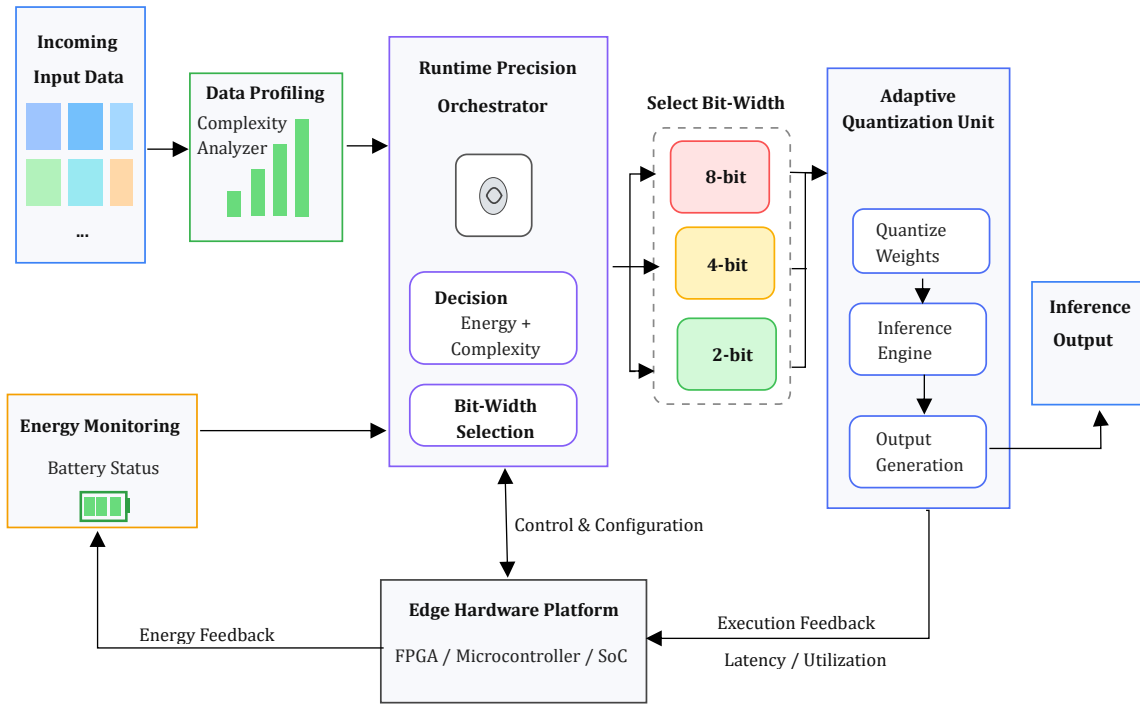 Incoming
Input Data
...
Data Profiling
Complexity
Analyzer
Runtime Precision
Orchestrator
Decision
Energy +
Complexity
Bit-Width
Selection
Select Bit-Width
8-bit
4-bit
2-bit
Adaptive
Quantization Unit
Quantize
Weights
Inference
Engine
Output
Generation
Inference
Output
Energy Monitoring
Battery Status
Control & Configuration
Edge Hardware Platform
FPGA / Microcontroller / SoC
Energy Feedback
Execution Feedback
Latency / Utilization